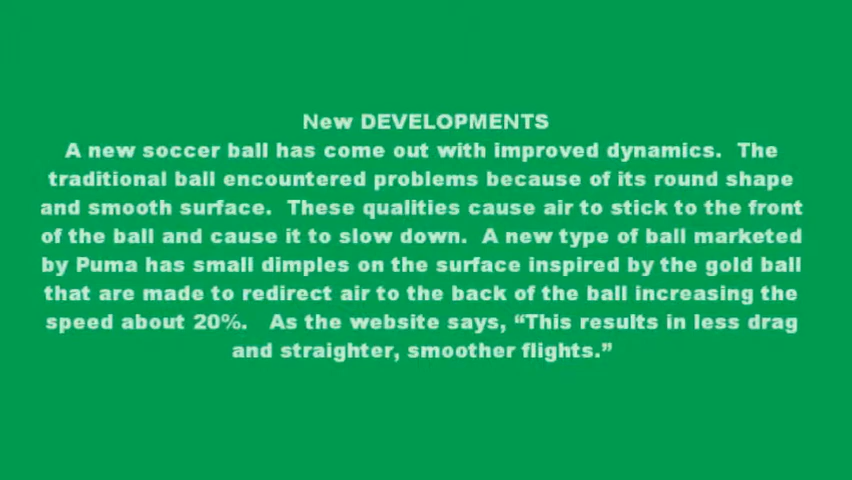 New DEVELOPMENTS
A new soccer ball has come out with improved dynamics.  The
traditional ball encountered problems because of its round shape
and smooth surface.  These qualities cause air to stick to the front
of the ball and cause it to slow down.  A new type of ball marketed
by Puma has small dimples on the surface inspired by the gold ball
that are made to redirect air to the back of the ball increasing the
speed about 20%.   As the website says, “This results in less drag
and straighter, smoother flights.”